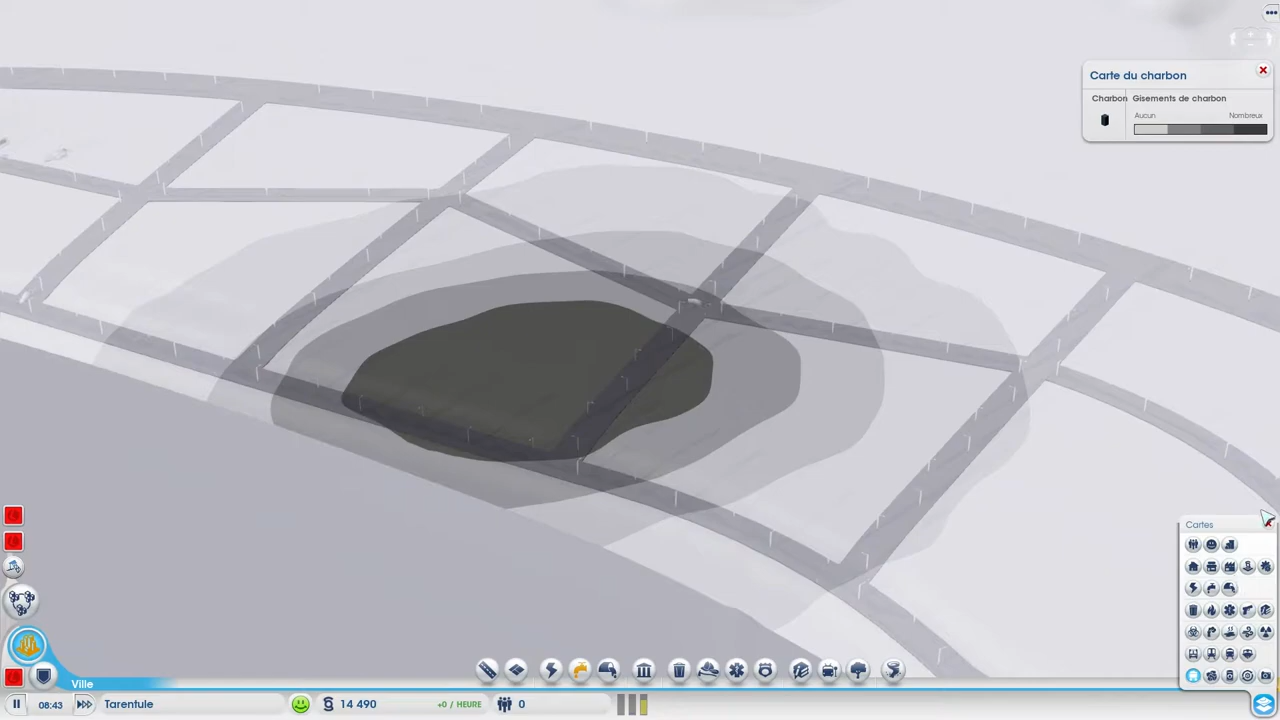 Carte du charbon
Charbon
Gisements de charbon
Aucun
Nombreux
Cartes
Ville
08:43
Tarentule
14 490
+0 / HEURE
0